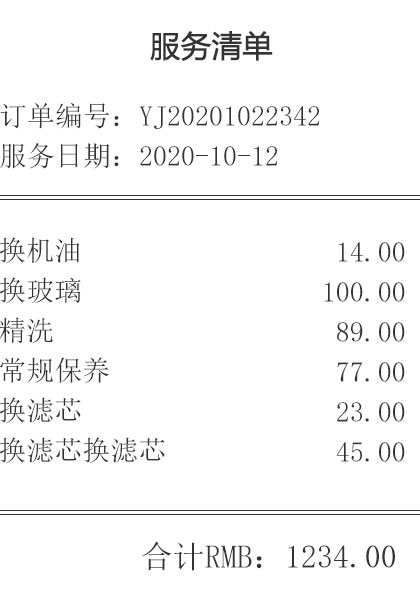 服务清单
订单编号：YJ20201022342
服务日期：2020-10-12
换机油 14.00
换玻璃 100.00
精洗 89.00
常规保养 77.00
换滤芯 23.00
换滤芯换滤芯 45.00
合计RMB：1234.00